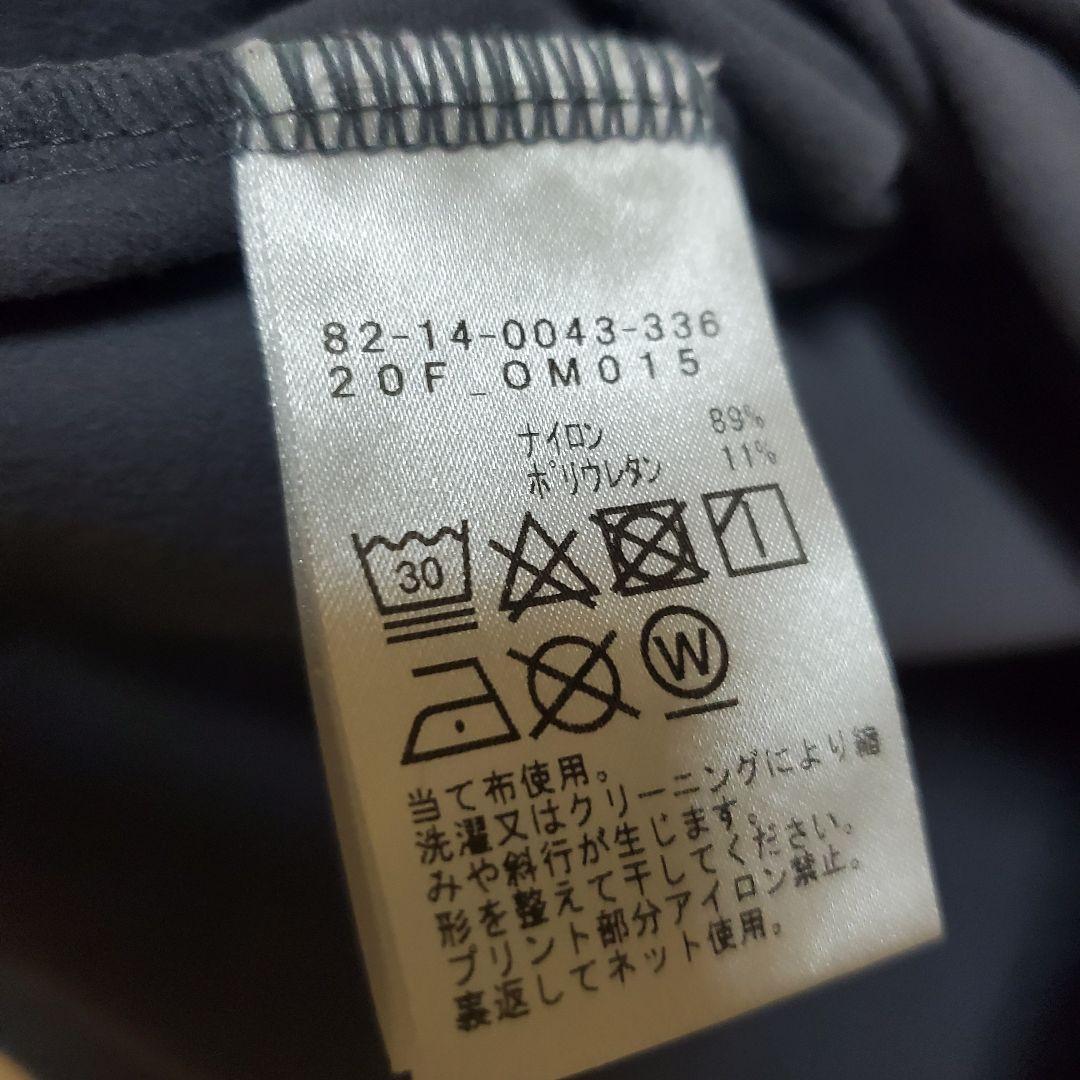 82-14-0043-336
20F_OM015
ナイロン 89%
ポリウレタン 11%
30
W
当て布使用。
洗濯又はクリーニングにより縮
みや斜行が生じます。
形を整えて干してください。
プリント部分アイロン禁止。
裏返してネット使用。